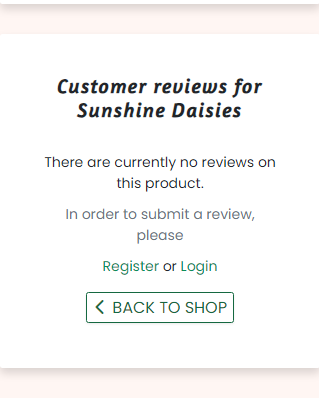 Customer reviews for
Sunshine Daisies
There are currently no reviews on
this product.
In order to submit a review,
please
Register or Login
BACK TO SHOP